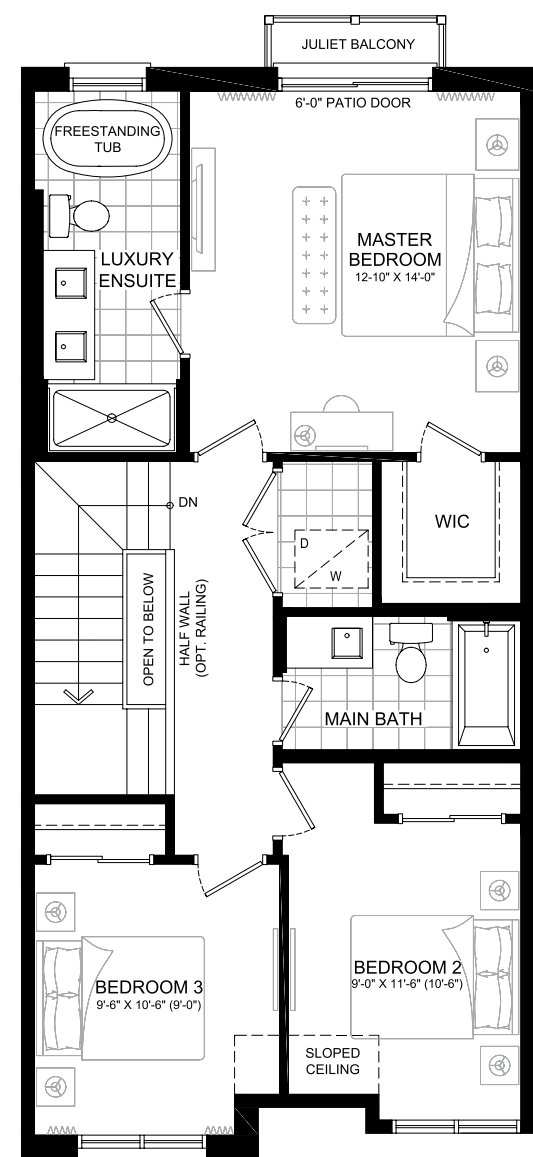 JULIET BALCONY
6'-0" PATIO DOOR
FREESTANDING
TUB
LUXURY
ENSUITE
MASTER
BEDROOM
12-10" X 14'-0"
DN
D
W
WIC
OPEN TO BELOW
HALF WALL
(OPT. RAILING)
MAIN BATH
BEDROOM 3
9'-6" X 10'-6" (9'-0")
BEDROOM 2
9'-0" X 11'-6" (10'-6")
SLOPED
CEILING